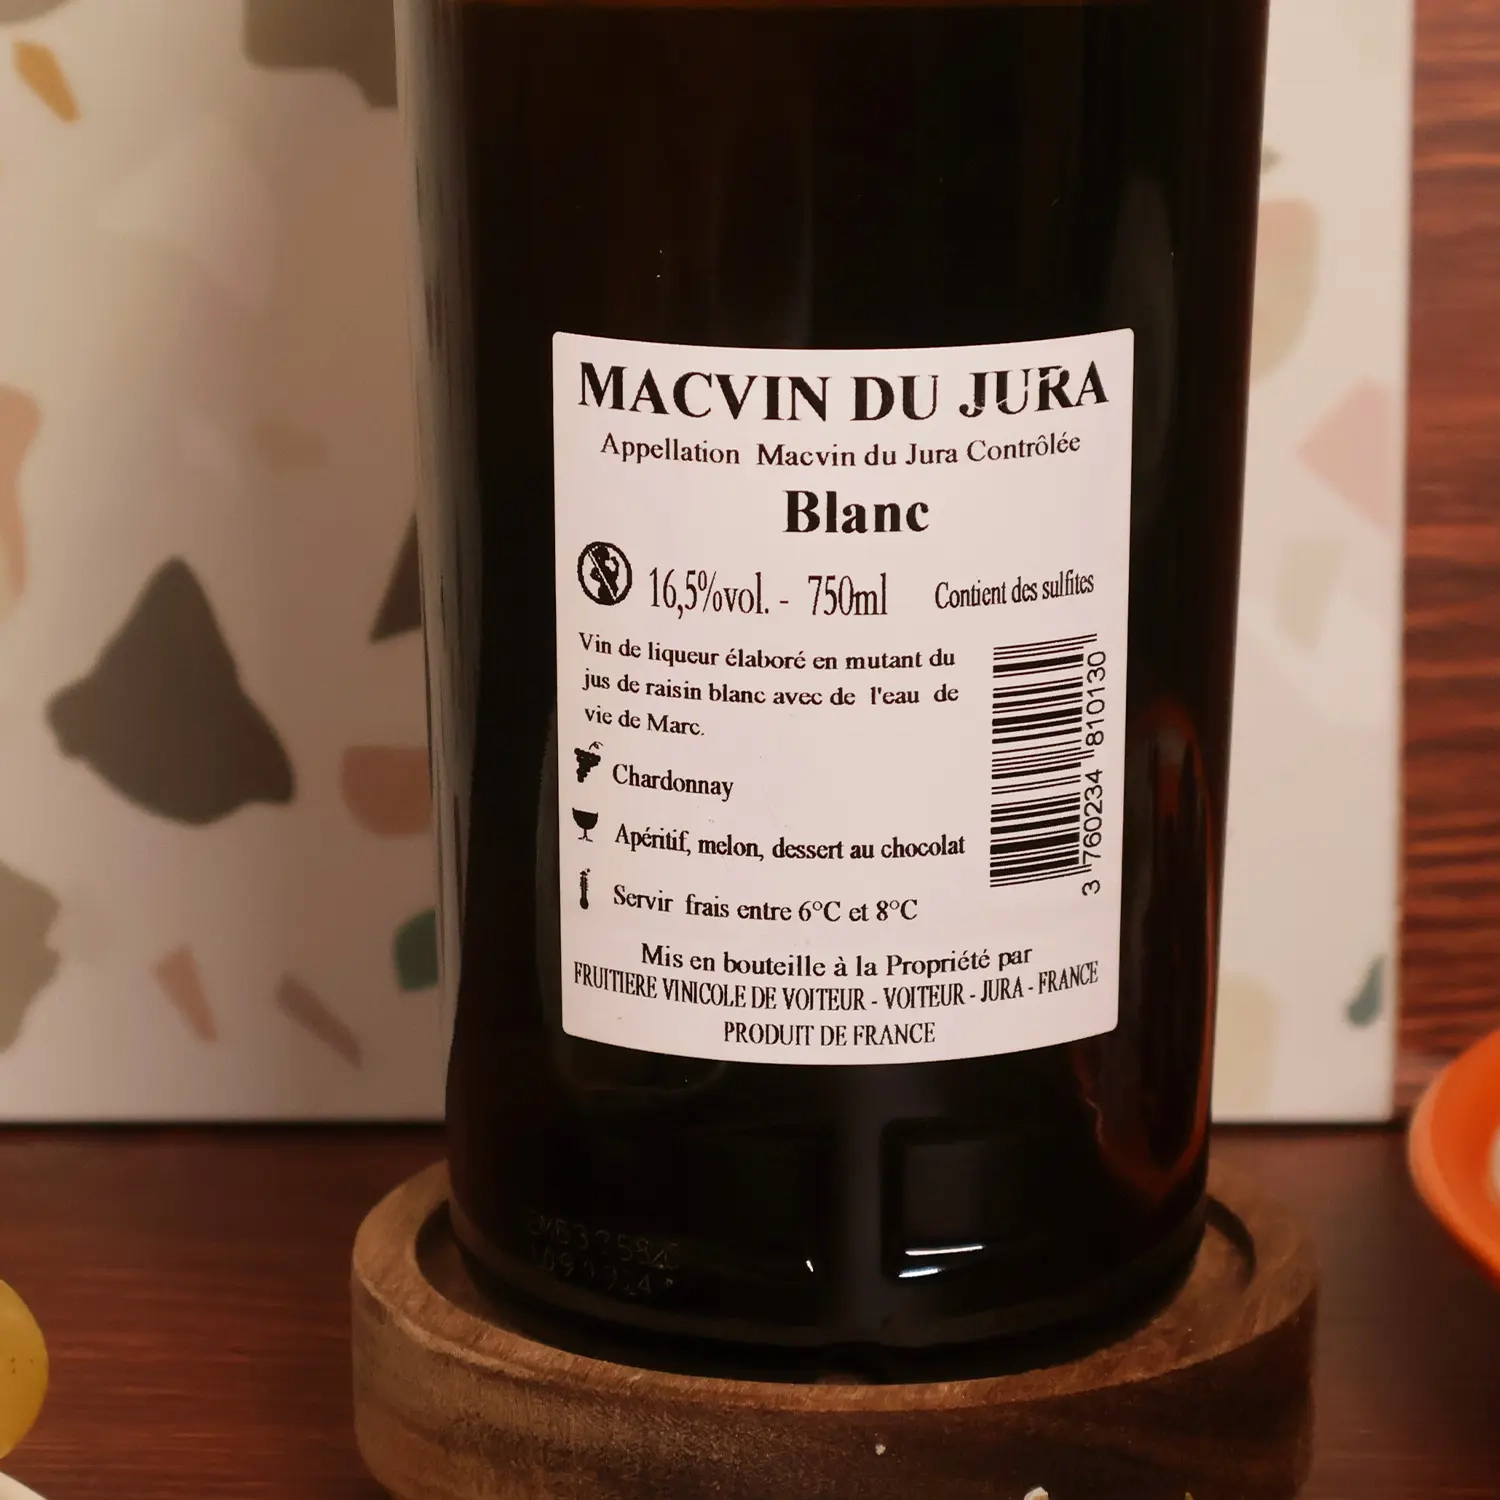 MACVIN DU JURA
Appellation Macvin du Jura Contrôlée
Blanc
16,5%vol. - 750ml Contient des sulfites
Vin de liqueur élaboré en mutant du
jus de raisin blanc avec de l'eau de
vie de Marc.
Chardonnay
Apéritif, melon, dessert au chocolat
Servir frais entre 6°C et 8°C
3 760234 810130
Mis en bouteille à la Propriété par
FRUITIERE VINICOLE DE VOITEUR - VOITEUR - JURA - FRANCE
PRODUIT DE FRANCE